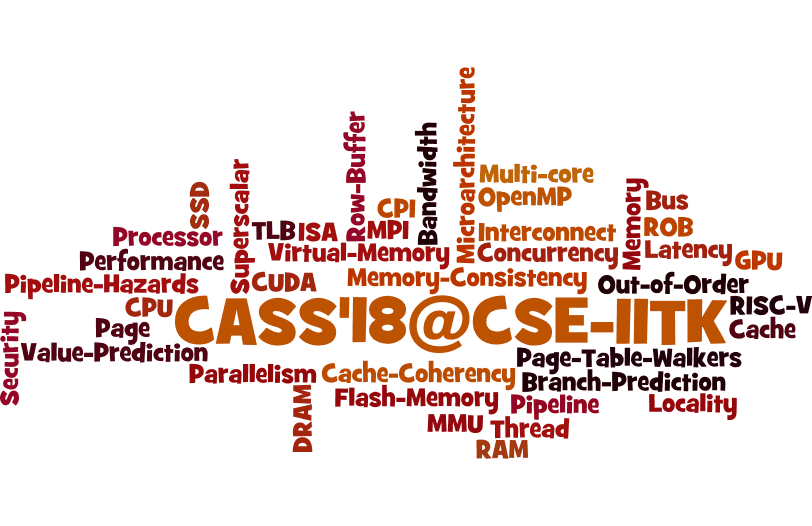 Microarchitecture
Row-Buffer
Bandwidth
Superscalar
Multi-core
SSD
OpenMP
Memory
Bus
CPI
ROB
TLB
ISA
MPI
Interconnect
Processor
Virtual-Memory
Concurrency
Latency
GPU
Performance
Pipeline-Hazards
CUDA
Memory-Consistency
Out-of-Order
CPU
CASS'18@CSE-IITK
RISC-V
Page
Cache
Security
Value-Prediction
Page-Table-Walkers
Parallelism
Cache-Coherency
Branch-Prediction
Flash-Memory
Pipeline
Locality
DRAM
MMU
Thread
RAM